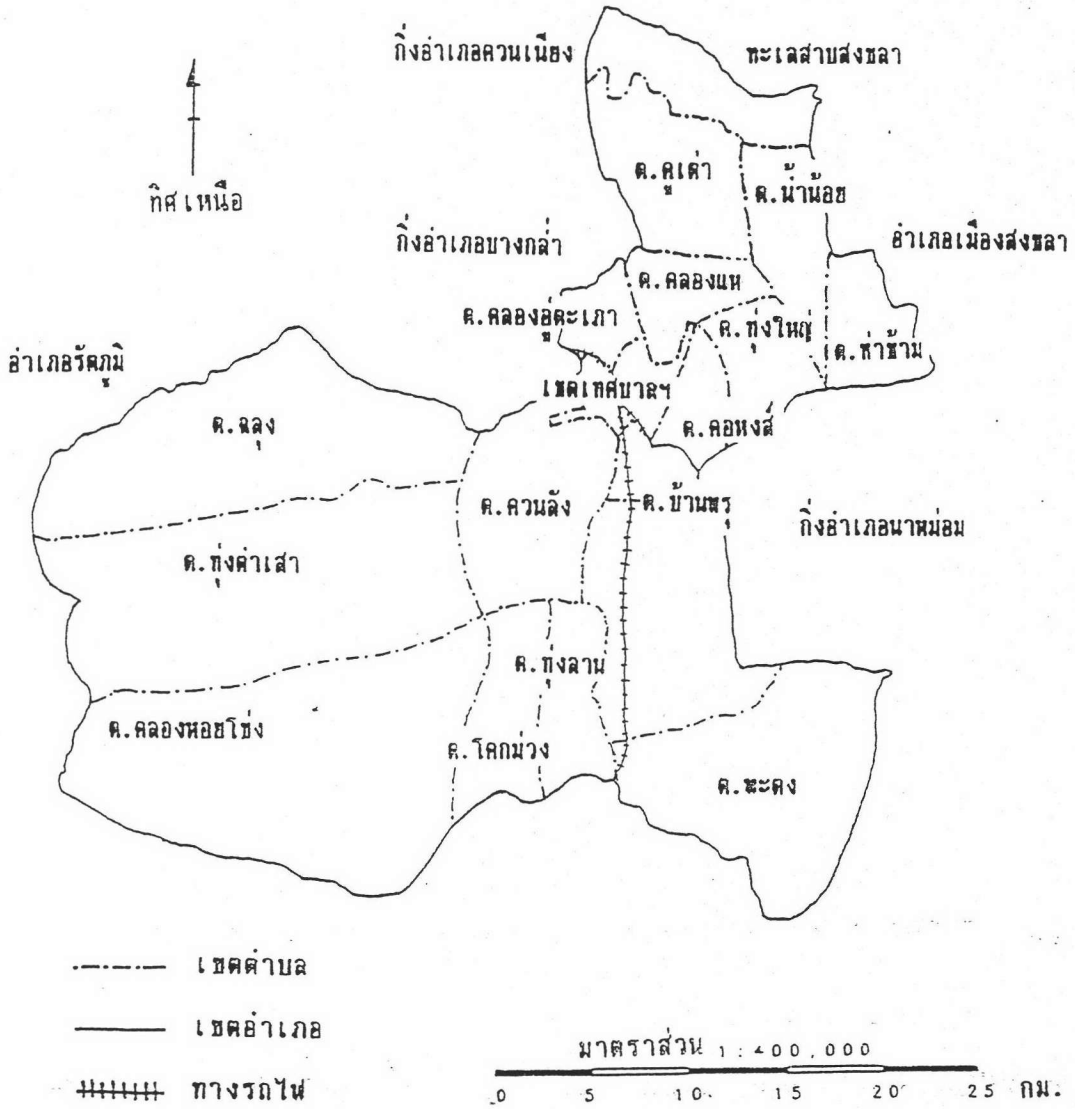 กิ่งอำเภอควนเนียง
ทะเลสาบสงขลา
ทิศเหนือ
ต.คูเต่า
ต.น้ำน้อย
กิ่งอำเภอบางกล่ำ
อำเภอเมืองสงขลา
ต.คลองแห
ต.คลองอู่ตะเภา
ต.ทุ่งใหญ่
ต.ท่าข้าม
อำเภอรัตภูมิ
เขตเทศบาลฯ
ต.ฉลุง
ต.คอหงส์
ต.ควนลัง
ต.บ้านพรุ
กิ่งอำเภอนาหม่อม
ต.ทุ่งตำเสา
ต.ทุ่งลาน
ต.คลองหอยโข่ง
ต.โคกม่วง
ต.พะตง
เขตตำบล
เขตอำเภอ
ทางรถไฟ
มาตราส่วน 1:400,000
0 5 10 15 20 25 กม.